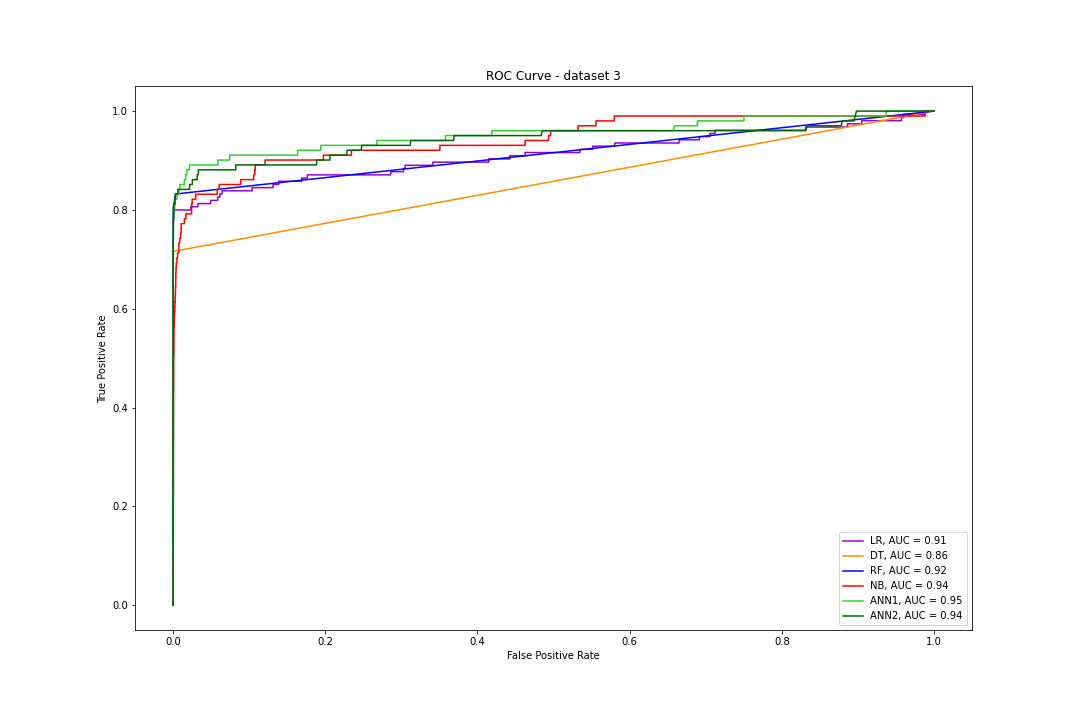 ROC Curve - dataset 3
True Positive Rate
1.0
0.8
0.6
0.4
0.2
0.0
LR, AUC = 0.91
DT, AUC = 0.86
RF, AUC = 0.92
NB, AUC = 0.94
ANN1, AUC = 0.95
ANN2, AUC = 0.94
0.0 0.2 0.4 0.6 0.8 1.0
False Positive Rate